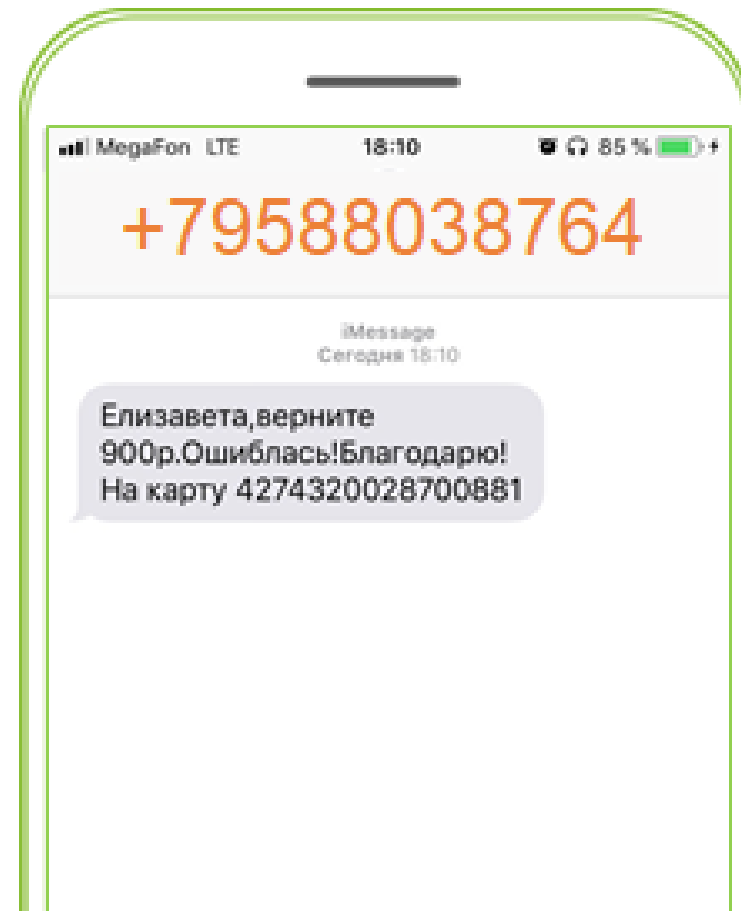 MegaFon LTE 18:10 85 %
+79588038764
iMessage
Сегодня 18:10
Елизавета,верните
900р.Ошиблась!Благодарю!
На карту 4274320028700881